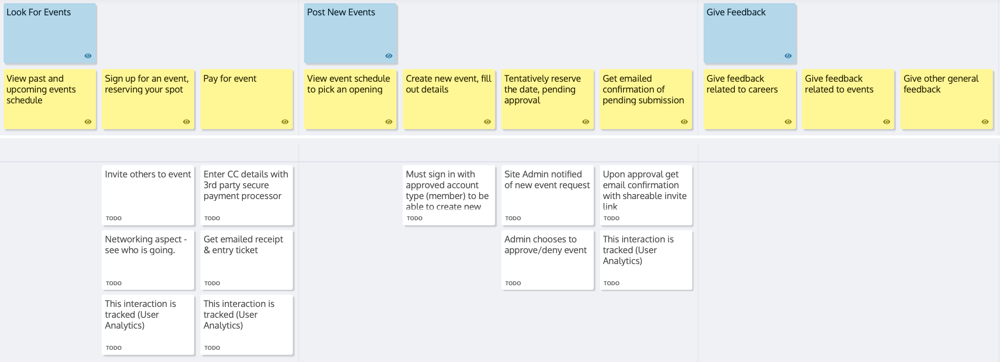 Look For Events
Post New Events
Give Feedback
View past and
upcoming events
schedule
Sign up for an event,
reserving your spot
Pay for event
View event schedule
to pick an opening
Create new event, fill
out details
Tentatively reserve
the date, pending
approval
Get emailed
confirmation of
pending submission
Give feedback
related to careers
Give feedback
related to events
Give other general
feedback
Invite others to event
TODO
Enter CC details with
3rd party secure
payment processor
TODO
Must sign in with
approved account
type (member) to be
able to create new
TODO
Site Admin notified
of new event request
TODO
Upon approval get
email confirmation
with shareable invite
link
TODO
Networking aspect -
see who is going.
TODO
Get emailed receipt
& entry ticket
TODO
Admin chooses to
approve/deny event
TODO
This interaction is
tracked (User
Analytics)
TODO
This interaction is
tracked (User
Analytics)
TODO
This interaction is
tracked (User
Analytics)
TODO